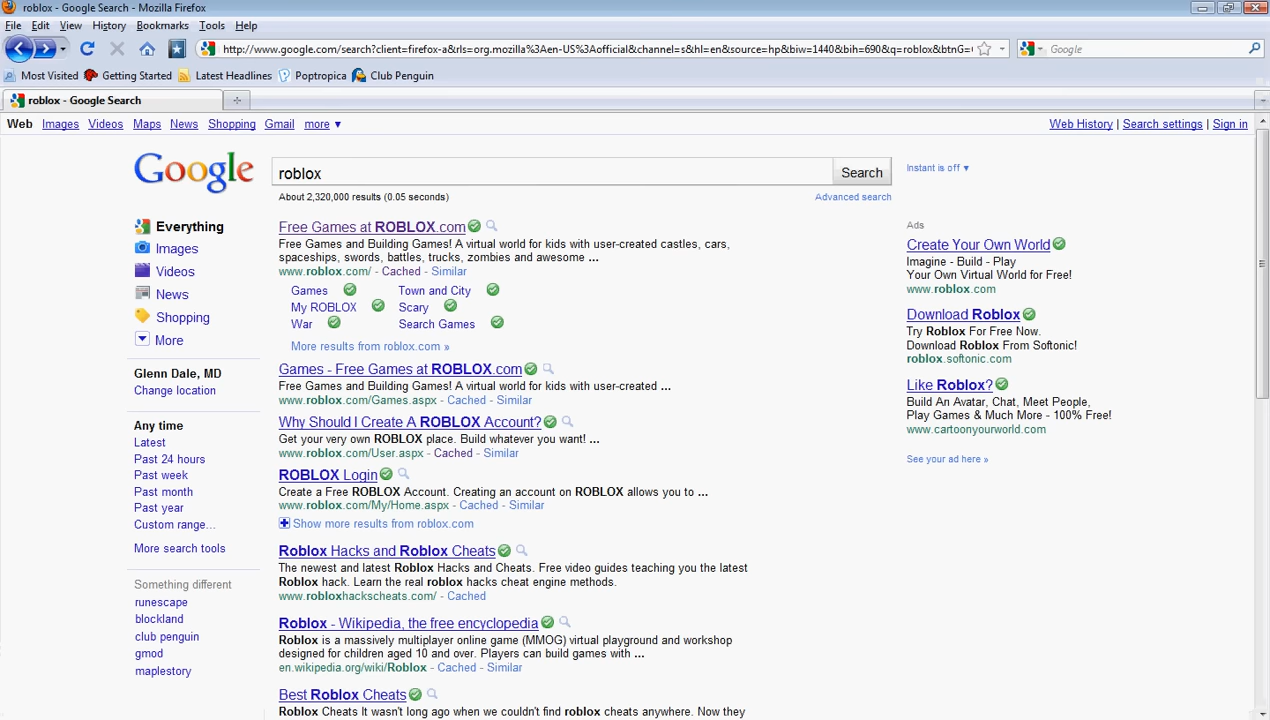 roblox - Google Search - Mozilla Firefox
File Edit View History Bookmarks Tools Help
http://www.google.com/search?client=firefox-a&rls=org.mozilla%3Aen-US%3Aofficial&channel=s&hl=en&source=hp&biw=1440&bih=690&q=roblox&btnG=
Google
Most Visited Getting Started Latest Headlines Poptropica Club Penguin
roblox - Google Search
Web Images Videos Maps News Shopping Gmail more ▼
Web History | Search settings | Sign in
Google
roblox
Search
Instant is off ▼
About 2,320,000 results (0.05 seconds)
Advanced search
Everything
Images
Videos
News
Shopping
More
Glenn Dale, MD
Change location
Any time
Latest
Past 24 hours
Past week
Past month
Past year
Custom range...
More search tools
Something different
runescape
blockland
club penguin
gmod
maplestory
Free Games at ROBLOX.com
Free Games and Building Games! A virtual world for kids with user-created castles, cars,
spaceships, swords, battles, trucks, zombies and awesome ...
www.roblox.com/ - Cached - Similar
Games Town and City
My ROBLOX Scary
War Search Games
More results from roblox.com »
Games - Free Games at ROBLOX.com
Free Games and Building Games! A virtual world for kids with user-created ...
www.roblox.com/Games.aspx - Cached - Similar
Why Should I Create A ROBLOX Account?
Get your very own ROBLOX place. Build whatever you want! ...
www.roblox.com/User.aspx - Cached - Similar
ROBLOX Login
Create a Free ROBLOX Account. Creating an account on ROBLOX allows you to ...
www.roblox.com/My/Home.aspx - Cached - Similar
Show more results from roblox.com
Roblox Hacks and Roblox Cheats
The newest and latest Roblox Hacks and Cheats. Free video guides teaching you the latest
Roblox hack. Learn the real roblox hacks cheat engine methods.
www.robloxhackscheats.com/ - Cached
Roblox - Wikipedia, the free encyclopedia
Roblox is a massively multiplayer online game (MMOG) virtual playground and workshop
designed for children aged 10 and over. Players can build games with ...
en.wikipedia.org/wiki/Roblox - Cached - Similar
Best Roblox Cheats
Roblox Cheats It wasn't long ago when we couldn't find roblox cheats anywhere. Now they
Ads
Create Your Own World
Imagine - Build - Play
Your Own Virtual World for Free!
www.roblox.com
Download Roblox
Try Roblox For Free Now.
Download Roblox From Softonic!
roblox.softonic.com
Like Roblox?
Build An Avatar, Chat, Meet People,
Play Games & Much More - 100% Free!
www.cartoonyourworld.com
See your ad here »